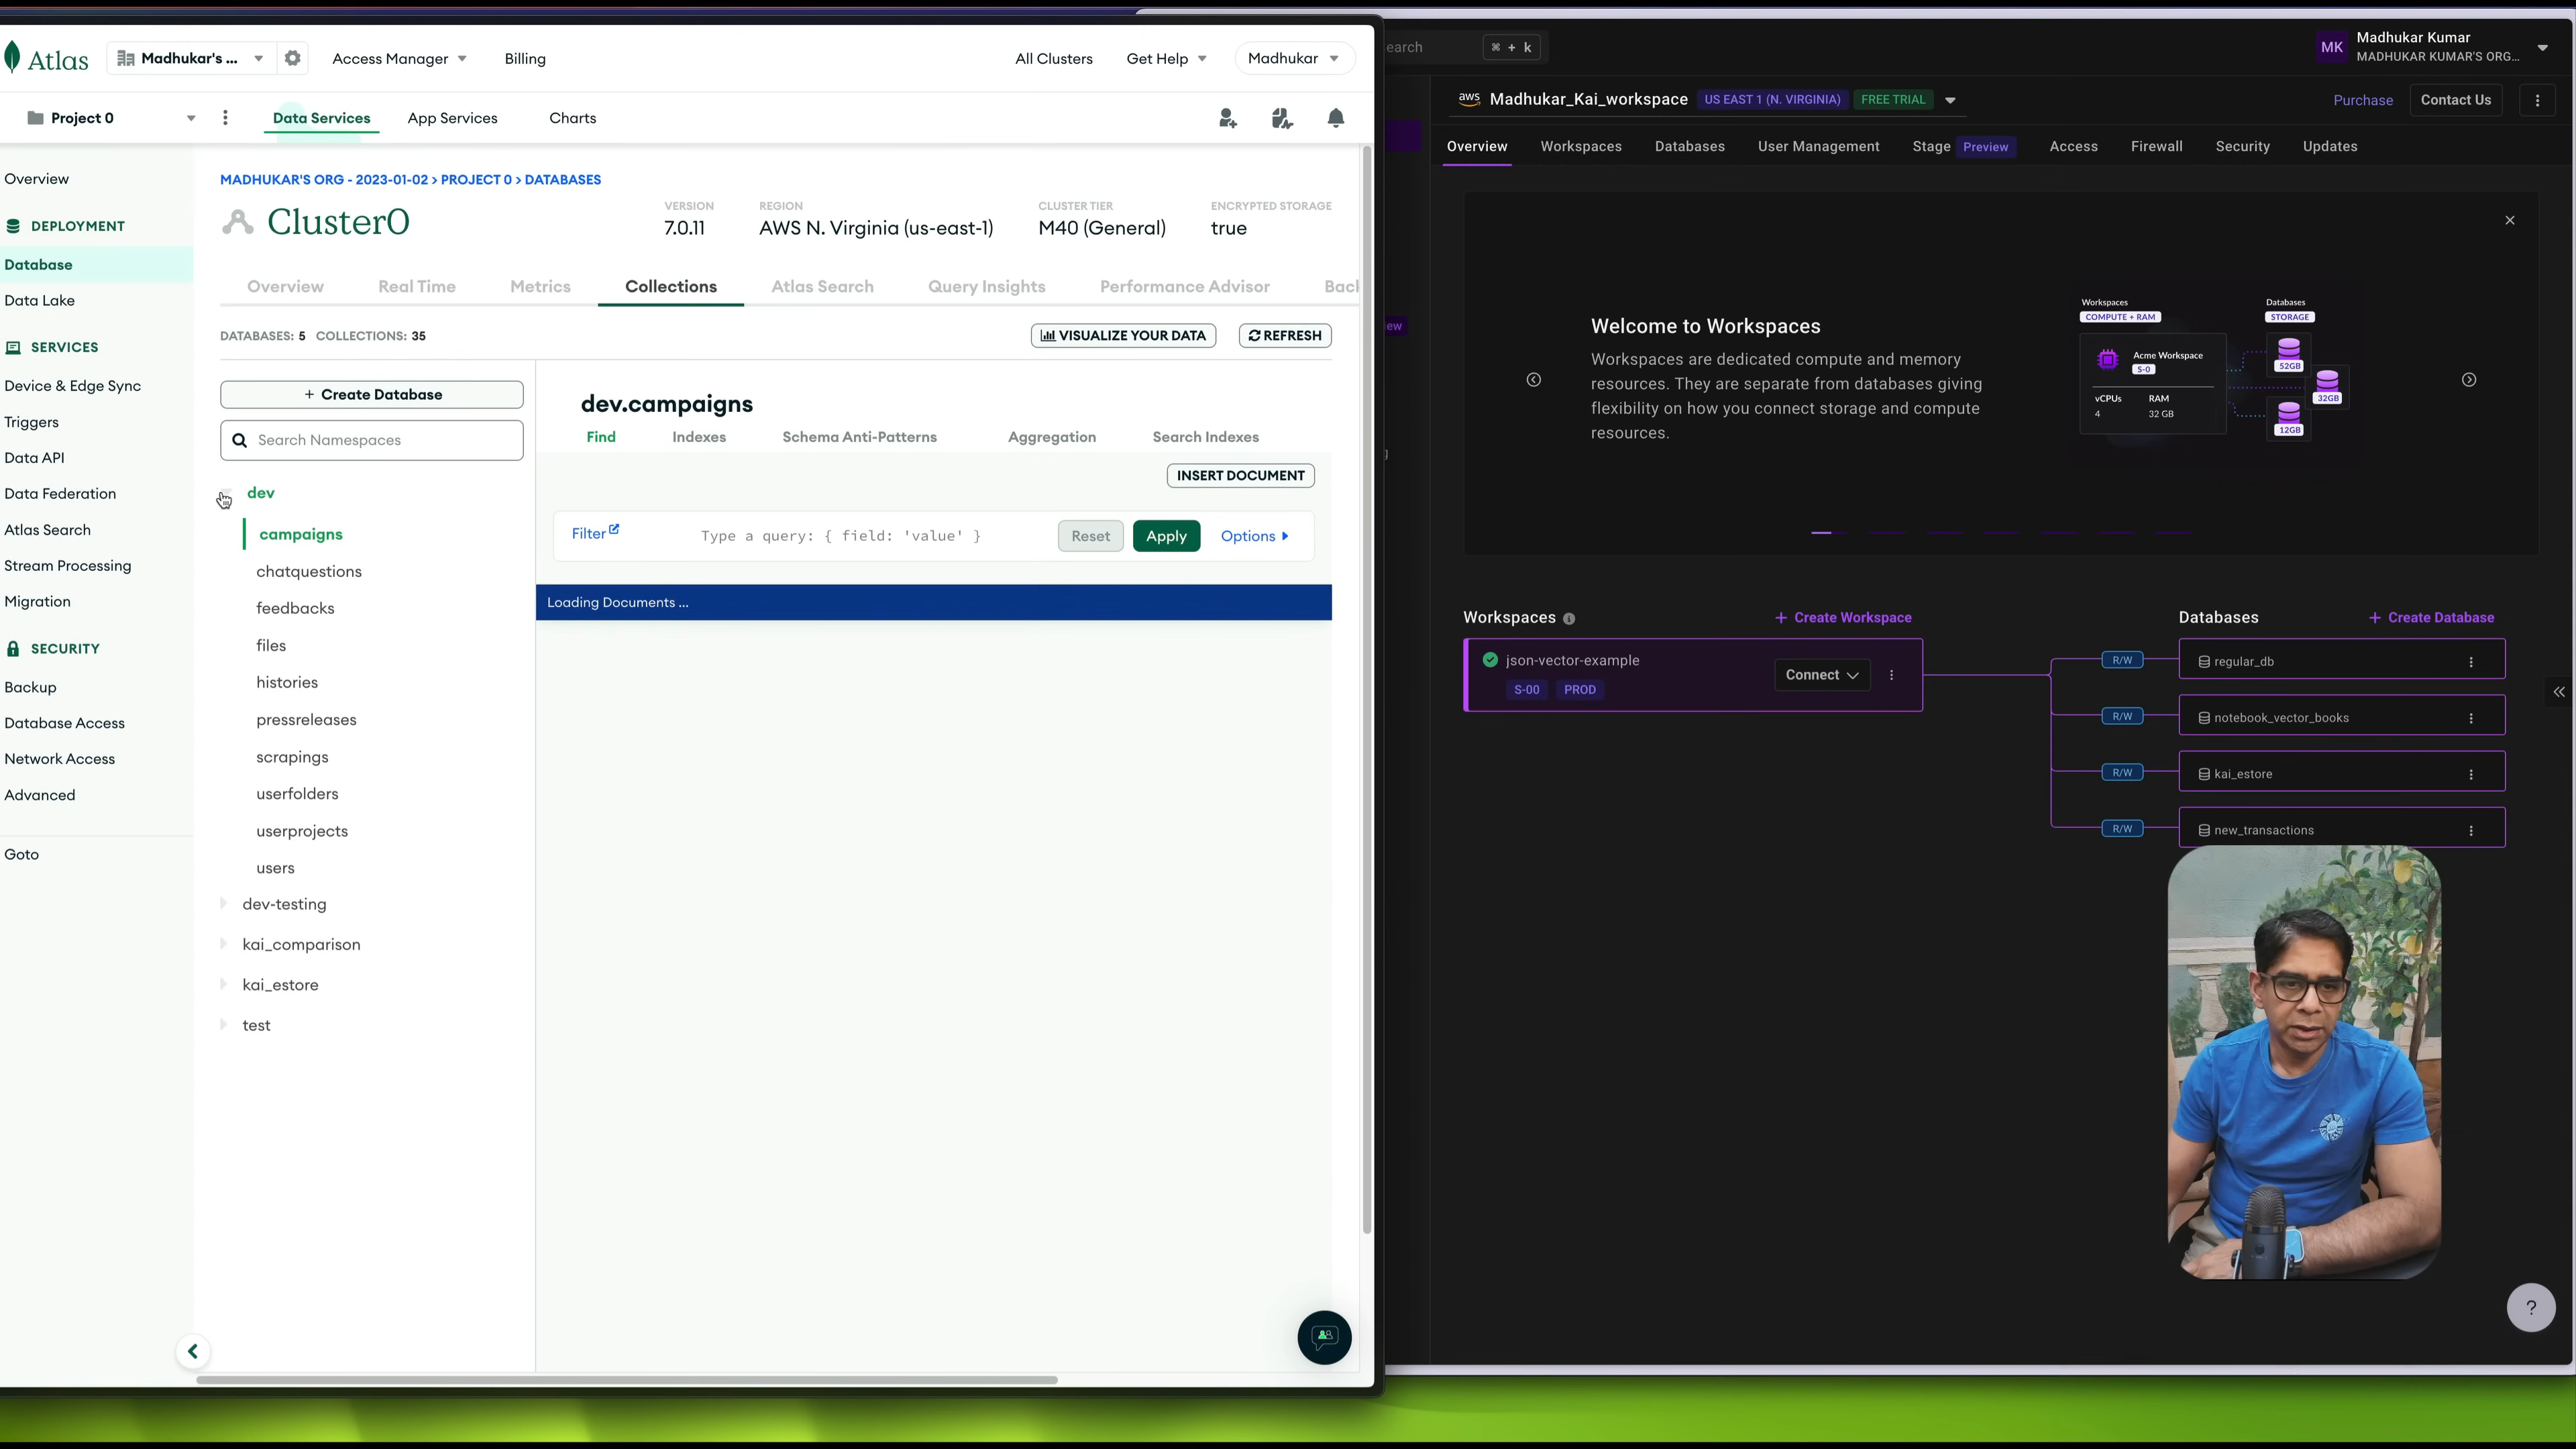 Atlas
Madhukar's ...
Access Manager
Billing
All Clusters
Get Help
Madhukar
Project 0
Data Services
App Services
Charts
Overview
DEPLOYMENT
Database
Data Lake
SERVICES
Device & Edge Sync
Triggers
Data API
Data Federation
Atlas Search
Stream Processing
Migration
SECURITY
Backup
Database Access
Network Access
Advanced
Goto
MADHUKAR'S ORG - 2023-01-02 > PROJECT 0 > DATABASES
Cluster0
VERSION
7.0.11
REGION
AWS N. Virginia (us-east-1)
CLUSTER TIER
M40 (General)
ENCRYPTED STORAGE
true
Overview
Real Time
Metrics
Collections
Atlas Search
Query Insights
Performance Advisor
Back
DATABASES: 5 COLLECTIONS: 35
VISUALIZE YOUR DATA
REFRESH
+ Create Database
Search Namespaces
dev
campaigns
chatquestions
feedbacks
files
histories
pressreleases
scrapings
userfolders
userprojects
users
dev-testing
kai_comparison
kai_estore
test
dev.campaigns
Find
Indexes
Schema Anti-Patterns
Aggregation
Search Indexes
INSERT DOCUMENT
Filter
Type a query: { field: 'value' }
Reset
Apply
Options
Loading Documents ...
earch
⌘ + k
MK
Madhukar Kumar
MADHUKAR KUMAR'S ORG...
aws
Madhukar_Kai_workspace
US EAST 1 (N. VIRGINIA)
FREE TRIAL
Purchase
Contact Us
Overview
Workspaces
Databases
User Management
Stage
Preview
Access
Firewall
Security
Updates
ew
Welcome to Workspaces
Workspaces are dedicated compute and memory
resources. They are separate from databases giving
flexibility on how you connect storage and compute
resources.
Workspaces
COMPUTE + RAM
Acme Workspace
S-0
vCPUs
4
RAM
32 GB
Databases
STORAGE
52GB
32GB
12GB
Workspaces
+ Create Workspace
json-vector-example
S-00
PROD
Connect
Databases
+ Create Database
R/W
regular_db
R/W
notebook_vector_books
R/W
kai_estore
R/W
new_transactions
?